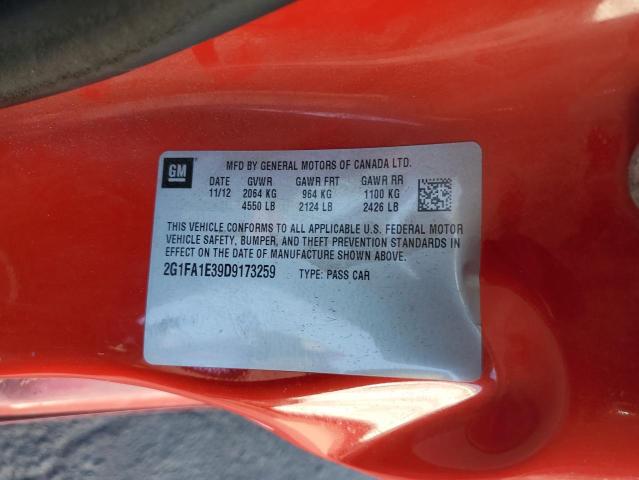 GM
MFD BY GENERAL MOTORS OF CANADA LTD.
DATE GVWR GAWR FRT GAWR RR
11/12 2064 KG 964 KG 1100 KG
4550 LB 2124 LB 2426 LB
THIS VEHICLE CONFORMS TO ALL APPLICABLE U.S. FEDERAL MOTOR
VEHICLE SAFETY, BUMPER, AND THEFT PREVENTION STANDARDS IN
EFFECT ON THE DATE OF MANUFACTURE SHOWN ABOVE.
2G1FA1E39D9173259 TYPE: PASS CAR